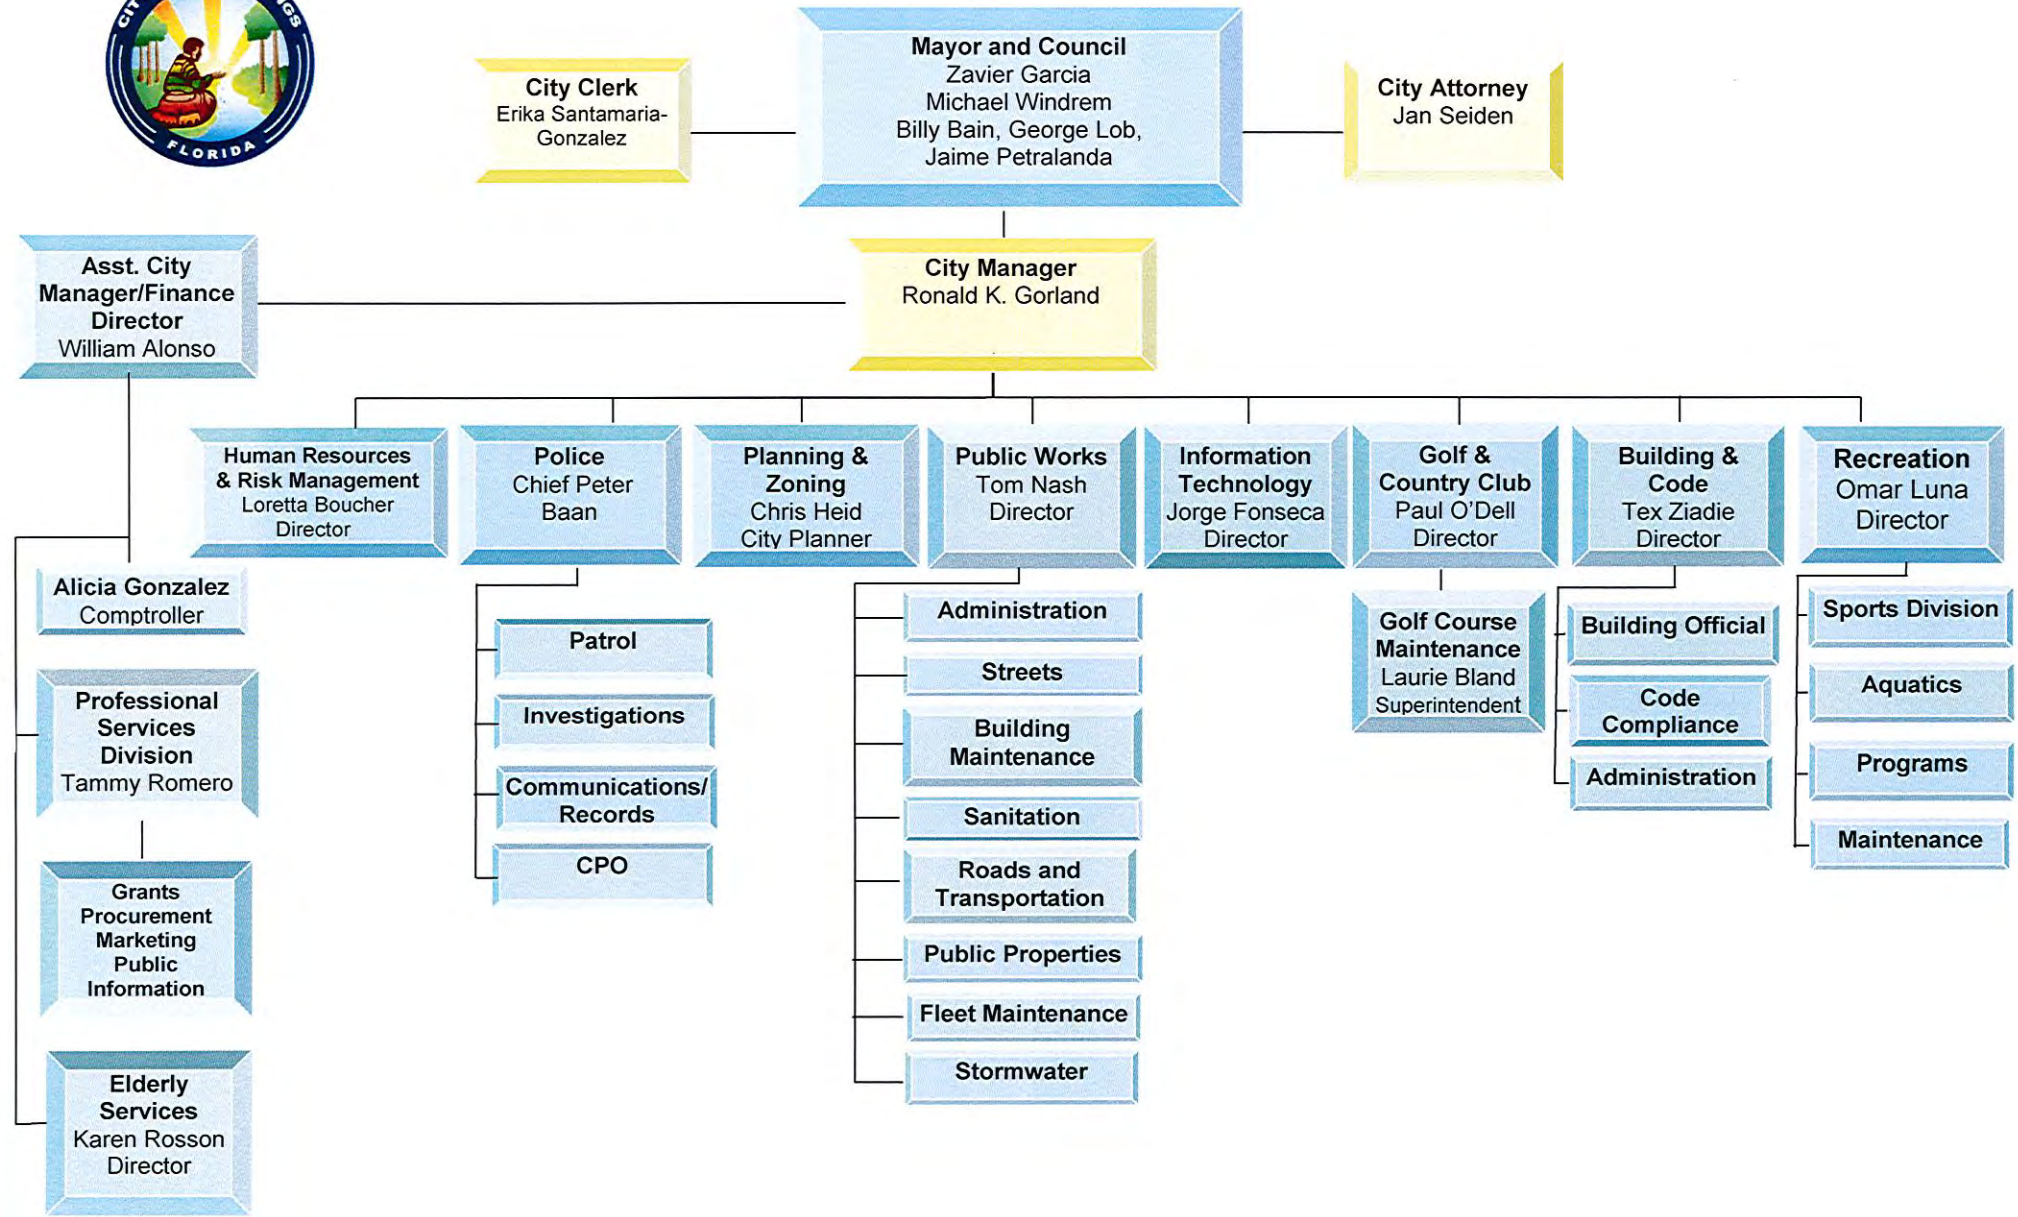 FLORIDA
Mayor and Council
Zavier Garcia
Michael Windrem
Billy Bain, George Lob,
Jaime Petralanda
City Clerk
Erika Santamaria-
Gonzalez
City Attorney
Jan Seiden
Asst. City
Manager/Finance
Director
William Alonso
City Manager
Ronald K. Gorland
Human Resources
& Risk Management
Loretta Boucher
Director
Police
Chief Peter
Baan
Planning &
Zoning
Chris Heid
City Planner
Public Works
Tom Nash
Director
Information
Technology
Jorge Fonseca
Director
Golf &
Country Club
Paul O'Dell
Director
Building &
Code
Tex Ziadie
Director
Recreation
Omar Luna
Director
Alicia Gonzalez
Comptroller
Professional
Services
Division
Tammy Romero
Grants
Procurement
Marketing
Public
Information
Elderly
Services
Karen Rosson
Director
Patrol
Investigations
Communications/
Records
CPO
Administration
Streets
Building
Maintenance
Sanitation
Roads and
Transportation
Public Properties
Fleet Maintenance
Stormwater
Golf Course
Maintenance
Laurie Bland
Superintendent
Building Official
Code
Compliance
Administration
Sports Division
Aquatics
Programs
Maintenance